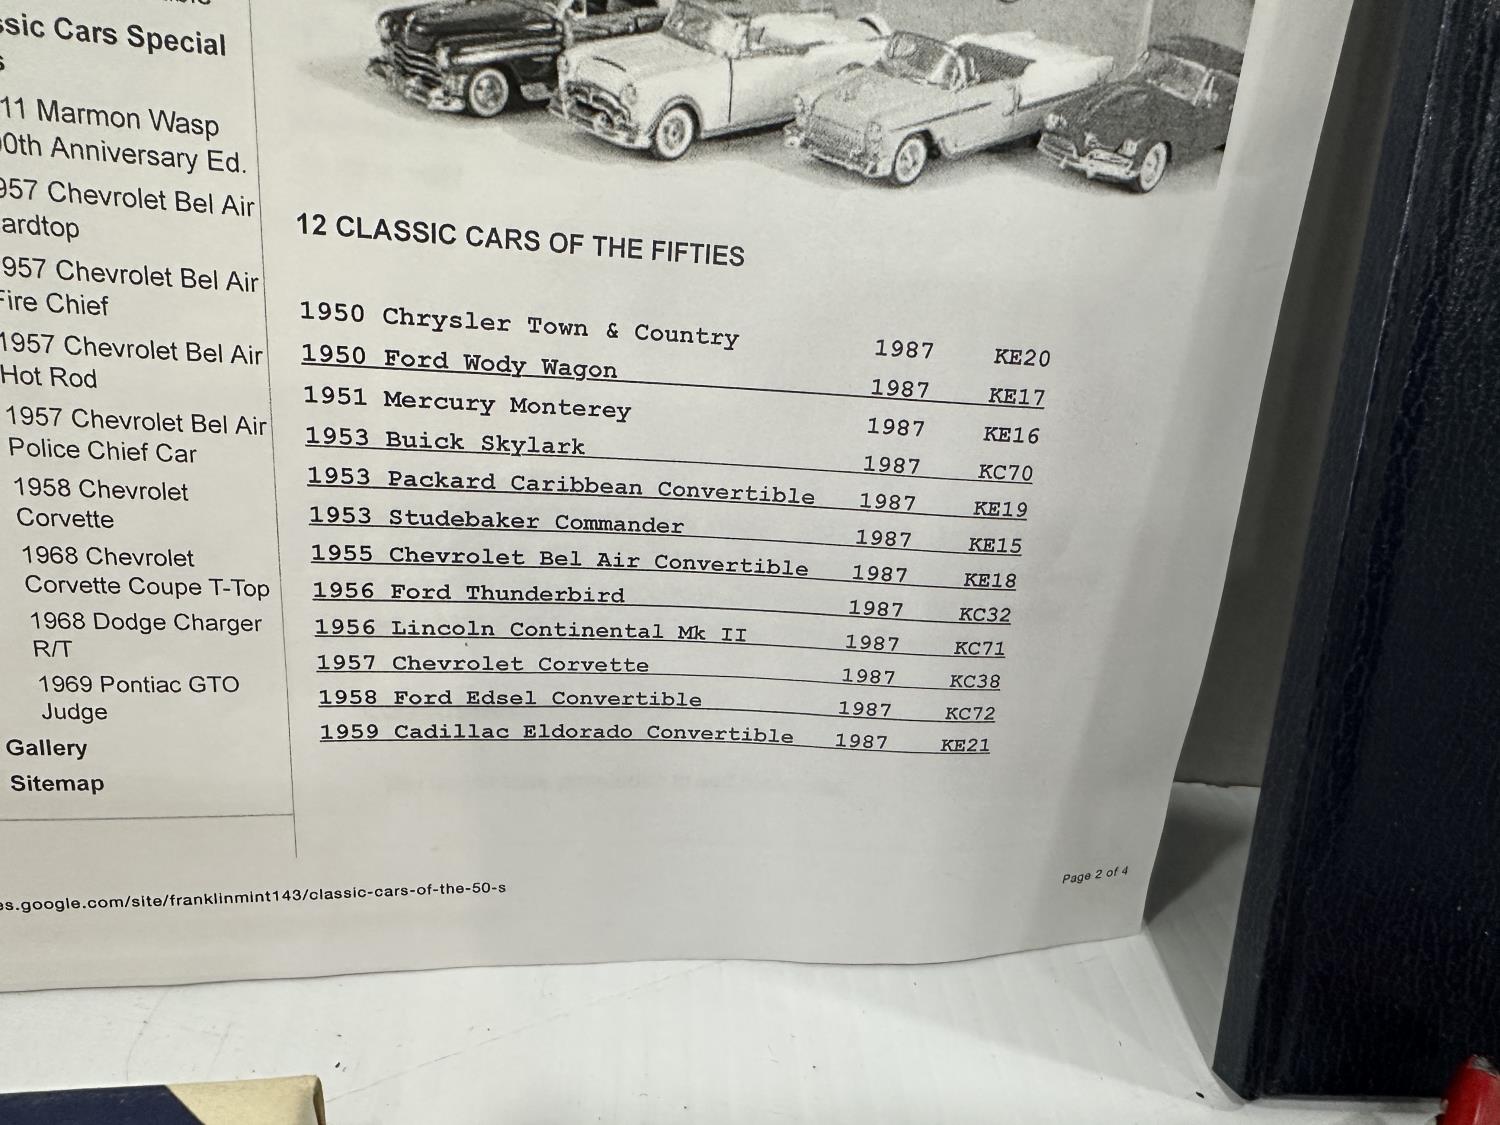 ssic Cars Special
s
11 Marmon Wasp
00th Anniversary Ed.
957 Chevrolet Bel Air
ardtop
957 Chevrolet Bel Air
Fire Chief
1957 Chevrolet Bel Air
Hot Rod
1957 Chevrolet Bel Air
Police Chief Car
1958 Chevrolet
Corvette
1968 Chevrolet
Corvette Coupe T-Top
1968 Dodge Charger
R/T
1969 Pontiac GTO
Judge
Gallery
Sitemap
12 CLASSIC CARS OF THE FIFTIES
1950 Chrysler Town & Country 1987 KE20
1950 Ford Wody Wagon 1987 KE17
1951 Mercury Monterey 1987 KE16
1953 Buick Skylark 1987 KC70
1953 Packard Caribbean Convertible 1987 KE19
1953 Studebaker Commander 1987 KE15
1955 Chevrolet Bel Air Convertible 1987 KE18
1956 Ford Thunderbird 1987 KC32
1956 Lincoln Continental Mk II 1987 KC71
1957 Chevrolet Corvette 1987 KC38
1958 Ford Edsel Convertible 1987 KC72
1959 Cadillac Eldorado Convertible 1987 KE21
es.google.com/site/franklinmint143/classic-cars-of-the-50-s
Page 2 of 4